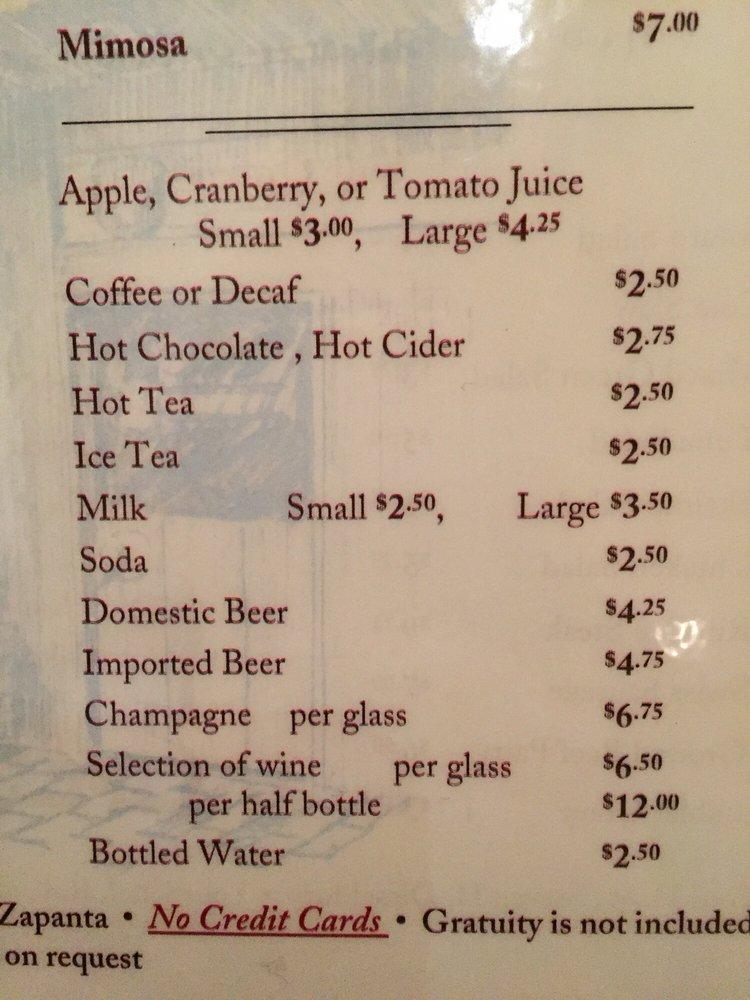 Mimosa $7.00
Apple, Cranberry, or Tomato Juice
Small $3.00, Large $4.25
Coffee or Decaf $2.50
Hot Chocolate , Hot Cider $2.75
Hot Tea $2.50
Ice Tea $2.50
Milk Small $2.50, Large $3.50
Soda $2.50
Domestic Beer $4.25
Imported Beer $4.75
Champagne per glass $6.75
Selection of wine per glass $6.50
per half bottle $12.00
Bottled Water $2.50
Zapanta • No Credit Cards • Gratuity is not included
on request